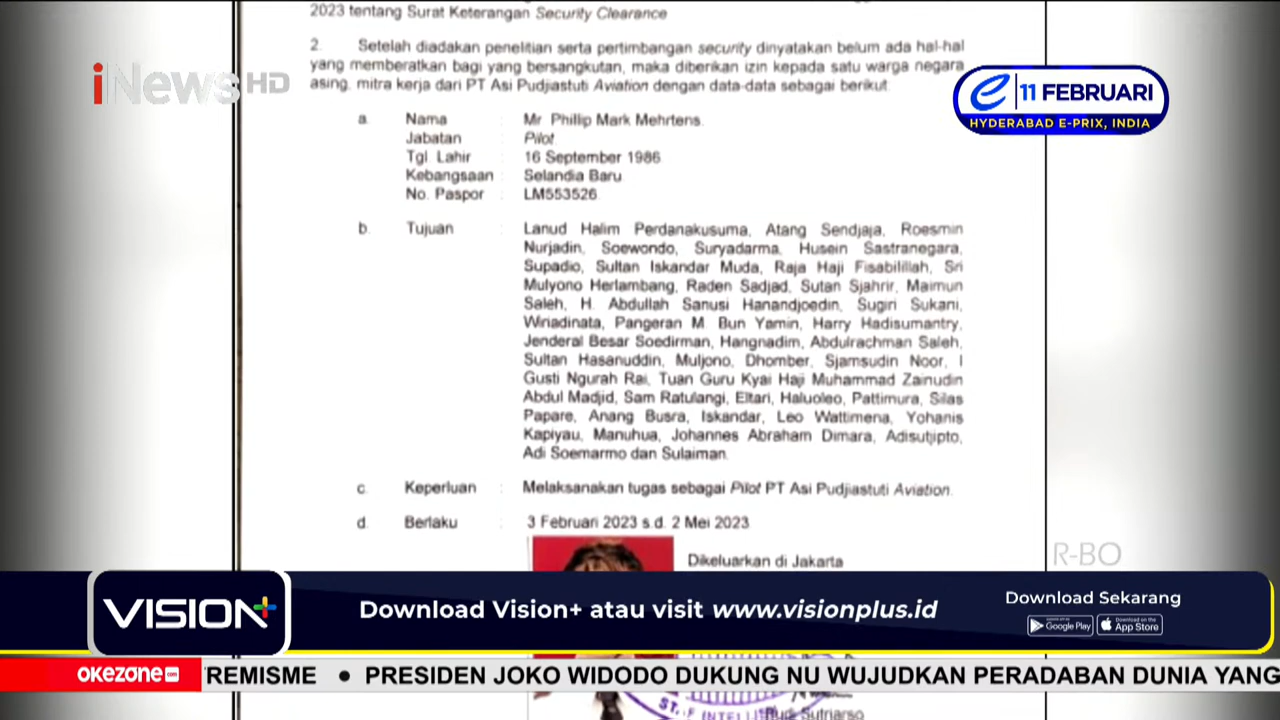 2023 tentang Surat Keterangan Security Clearance
2. Setelah diadakan penelitian serta pertimbangan security dinyatakan belum ada hal-hal
yang memberatkan bagi yang bersangkutan, maka diberikan izin kepada satu warga negara
asing, mitra kerja dari PT Asi Pudjiastuti Aviation dengan data-data sebagai berikut:
iNews HD
e 11 FEBRUARI
HYDERABAD E-PRIX, INDIA
a. Nama : Mr. Phillip Mark Mehrtens.
Jabatan : Pilot.
Tgl. Lahir : 16 September 1986
Kebangsaan : Selandia Baru.
No. Paspor : LM553526.
b. Tujuan : Lanud Halim Perdanakusuma, Atang Sendjaja, Roesmin
Nurjadin, Soewondo, Suryadarma, Husein Sastranegara,
Supadio, Sultan Iskandar Muda, Raja Haji Fisabilillah, Sri
Mulyono Herlambang, Raden Sadjad, Sutan Sjahrir, Maimun
Saleh, H. Abdullah Sanusi Hanandjoedin, Sugiri Sukani,
Wiriadinata, Pangeran M. Bun Yamin, Harry Hadisumantry,
Jenderal Besar Soedirman, Hangnadim, Abdulrachman Saleh,
Sultan Hasanuddin, Muljono, Dhomber, Sjamsudin Noor, I
Gusti Ngurah Rai, Tuan Guru Kyai Haji Muhammad Zainudin
Abdul Madjid, Sam Ratulangi, Eltari, Haluoleo, Pattimura, Silas
Papare, Anang Busra, Iskandar, Leo Wattimena, Yohanis
Kapiyau, Manuhua, Johannes Abraham Dimara, Adisutjipto,
Adi Soemarmo dan Sulaiman.
c. Keperluan : Melaksanakan tugas sebagai Pilot PT Asi Pudjiastuti Aviation.
d. Berlaku : 3 Februari 2023 s.d. 2 Mei 2023
Dikeluarkan di Jakarta
R-BO
VISION+
Download Vision+ atau visit www.visionplus.id
Download Sekarang
Google Play
Download on the
App Store
okezone.com
TREMISME ● PRESIDEN JOKO WIDODO DUKUNG NU WUJUDKAN PERADABAN DUNIA YANG
Sutriarso